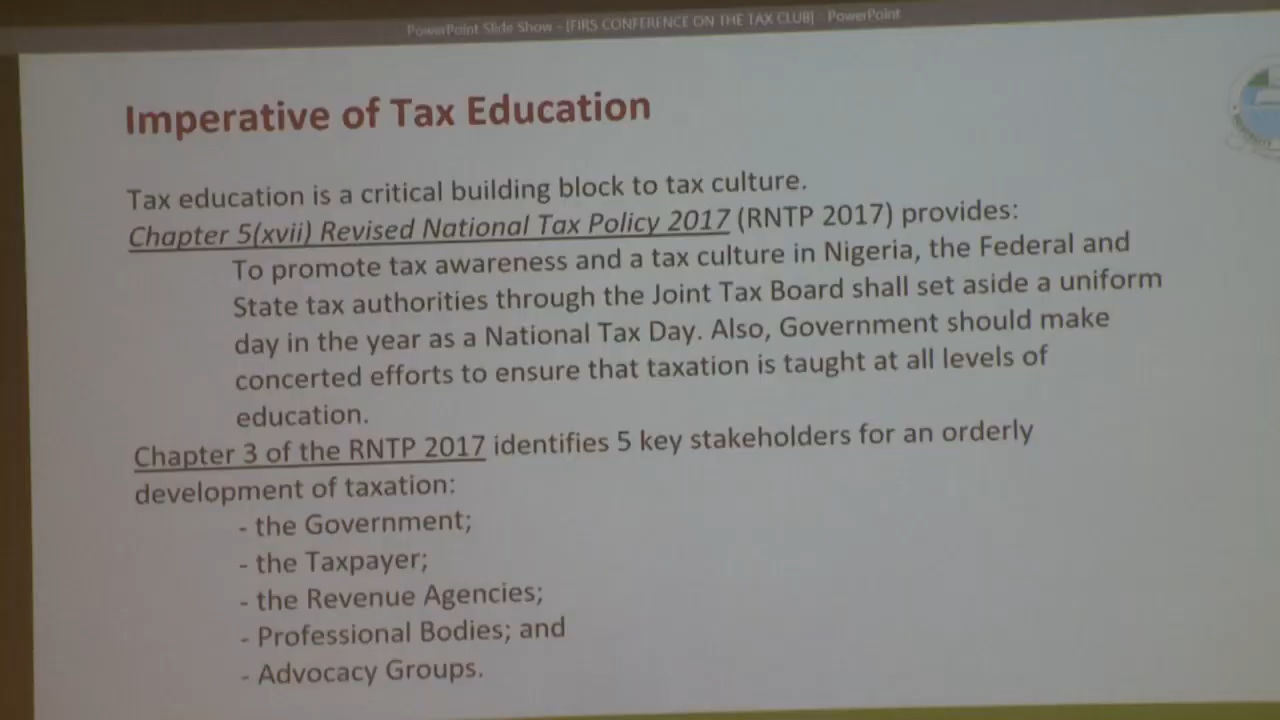 PowerPoint Slide Show - [FIRS CONFERENCE ON THE TAX CLUB] - PowerPoint
Imperative of Tax Education
Tax education is a critical building block to tax culture.
Chapter 5(xvii) Revised National Tax Policy 2017 (RNTP 2017) provides:
To promote tax awareness and a tax culture in Nigeria, the Federal and
State tax authorities through the Joint Tax Board shall set aside a uniform
day in the year as a National Tax Day. Also, Government should make
concerted efforts to ensure that taxation is taught at all levels of
education.
Chapter 3 of the RNTP 2017 identifies 5 key stakeholders for an orderly
development of taxation:
- the Government;
- the Taxpayer;
- the Revenue Agencies;
- Professional Bodies; and
- Advocacy Groups.